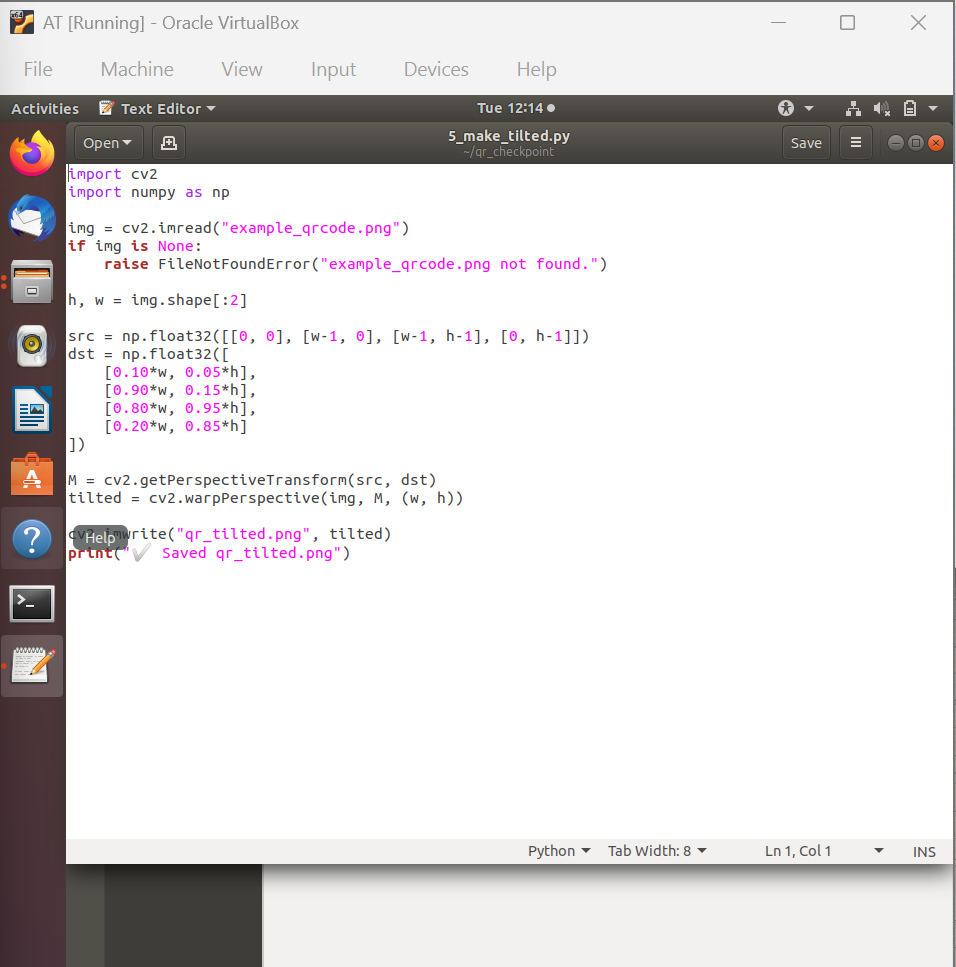 AT [Running] - Oracle VirtualBox
File Machine View Input Devices Help
Activities Text Editor Tue 12:14
Open 5_make_tilted.py Save
~/qr_checkpoint
import cv2
import numpy as np
img = cv2.imread("example_qrcode.png")
if img is None:
    raise FileNotFoundError("example_qrcode.png not found.")
h, w = img.shape[:2]
src = np.float32([[0, 0], [w-1, 0], [w-1, h-1], [0, h-1]])
dst = np.float32([
    [0.10*w, 0.05*h],
    [0.90*w, 0.15*h],
    [0.80*w, 0.95*h],
    [0.20*w, 0.85*h]
])
M = cv2.getPerspectiveTransform(src, dst)
tilted = cv2.warpPerspective(img, M, (w, h))
cv2.imwrite("qr_tilted.png", tilted)
Help
print("✔ Saved qr_tilted.png")
Python Tab Width: 8 Ln 1, Col 1 INS